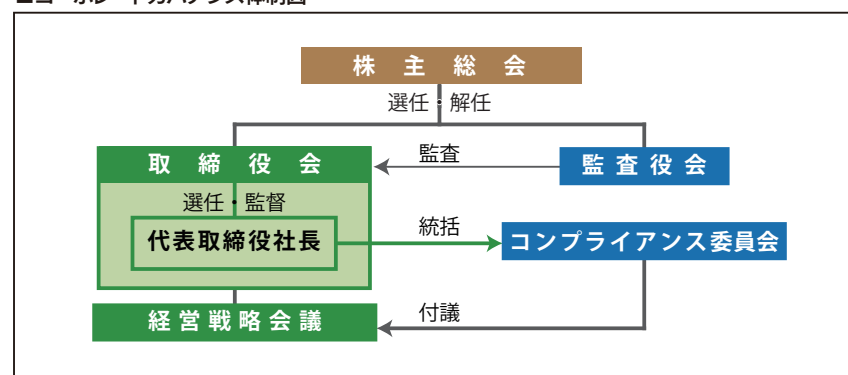 株主総会
選任・解任
取締役会
監査
監査役会
選任・監督
代表取締役社長
統括
コンプライアンス委員会
経営戦略会議
付議